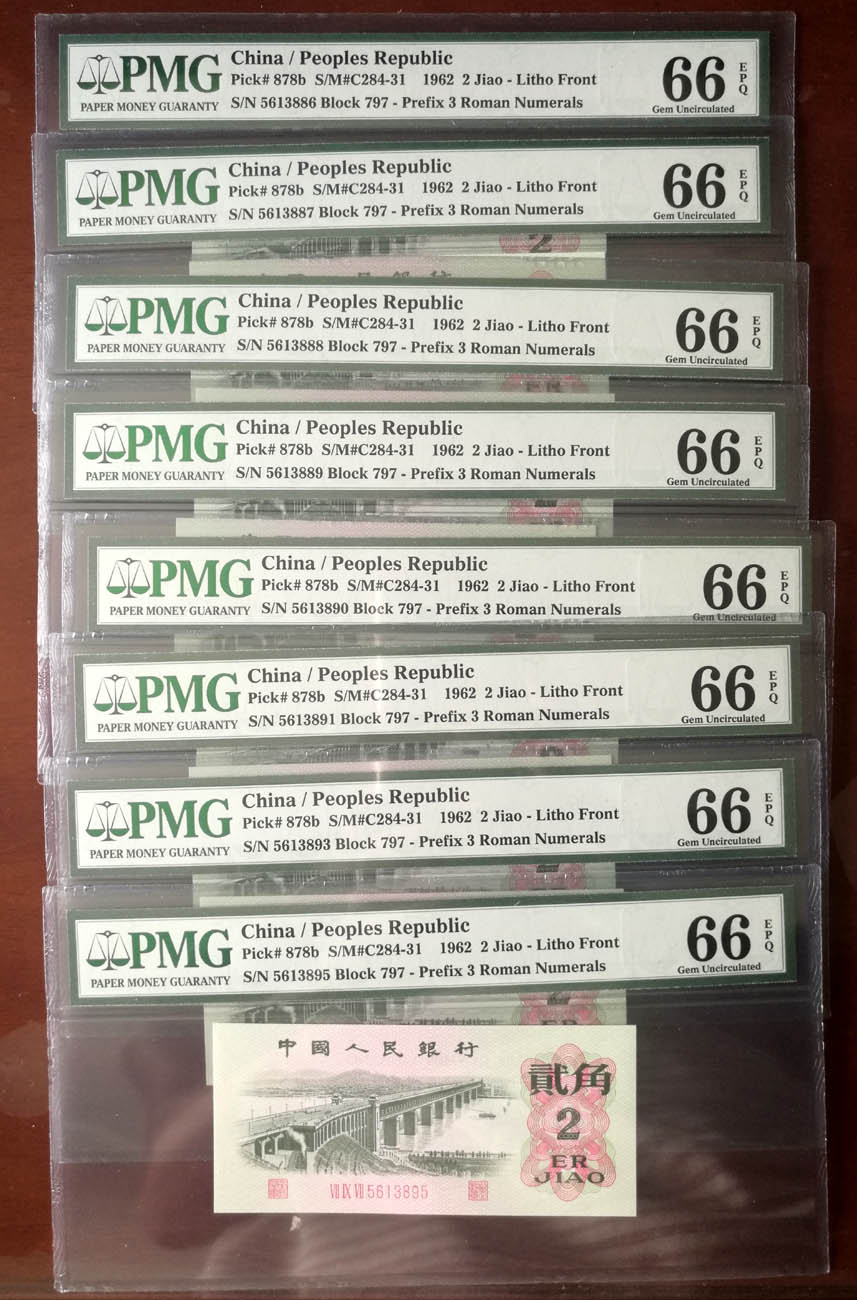 PMG
PAPER MONEY GUARANTY
China / Peoples Republic
Pick# 878b S/M#C284-31 1962 2 Jiao - Litho Front
S/N 5613886 Block 797 - Prefix 3 Roman Numerals
66 EPQ
Gem Uncirculated
PMG
PAPER MONEY GUARANTY
China / Peoples Republic
Pick# 878b S/M#C284-31 1962 2 Jiao - Litho Front
S/N 5613887 Block 797 - Prefix 3 Roman Numerals
66 EPQ
Gem Uncirculated
2
PMG
PAPER MONEY GUARANTY
China / Peoples Republic
Pick# 878b S/M#C284-31 1962 2 Jiao - Litho Front
S/N 5613888 Block 797 - Prefix 3 Roman Numerals
66 EPQ
Gem Uncirculated
ER
PMG
PAPER MONEY GUARANTY
China / Peoples Republic
Pick# 878b S/M#C284-31 1962 2 Jiao - Litho Front
S/N 5613889 Block 797 - Prefix 3 Roman Numerals
66 EPQ
Gem Uncirculated
PMG
PAPER MONEY GUARANTY
China / Peoples Republic
Pick# 878b S/M#C284-31 1962 2 Jiao - Litho Front
S/N 5613890 Block 797 - Prefix 3 Roman Numerals
66 EPQ
Gem Uncirculated
PMG
PAPER MONEY GUARANTY
China / Peoples Republic
Pick# 878b S/M#C284-31 1962 2 Jiao - Litho Front
S/N 5613891 Block 797 - Prefix 3 Roman Numerals
66 EPQ
Gem Uncirculated
PMG
PAPER MONEY GUARANTY
China / Peoples Republic
Pick# 878b S/M#C284-31 1962 2 Jiao - Litho Front
S/N 5613893 Block 797 - Prefix 3 Roman Numerals
66 EPQ
Gem Uncirculated
PMG
PAPER MONEY GUARANTY
China / Peoples Republic
Pick# 878b S/M#C284-31 1962 2 Jiao - Litho Front
S/N 5613895 Block 797 - Prefix 3 Roman Numerals
66 EPQ
Gem Uncirculated
ER
中國人民銀行
貳角
2
ER
JIAO
Ⅷ Ⅸ Ⅶ 5613895